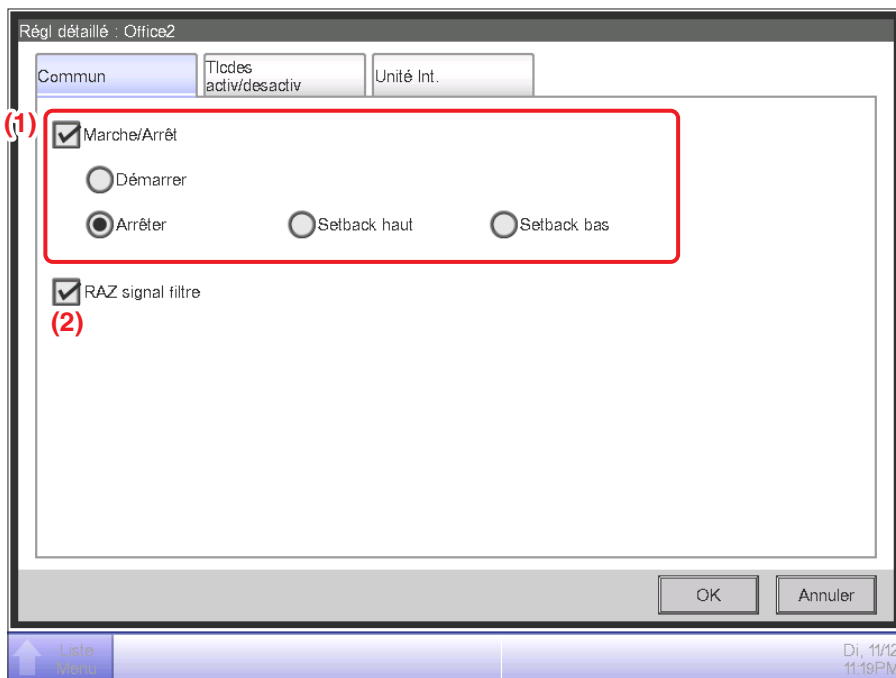 Régl détaillé : Office2
Commun
Tlcdes
activ/desactiv
Unité Int.
(1)
Marche/Arrêt
Démarrer
Arrêter Setback haut Setback bas
RAZ signal filtre
(2)
OK Annuler
Liste
Menu
Di, 11/12
11:19PM